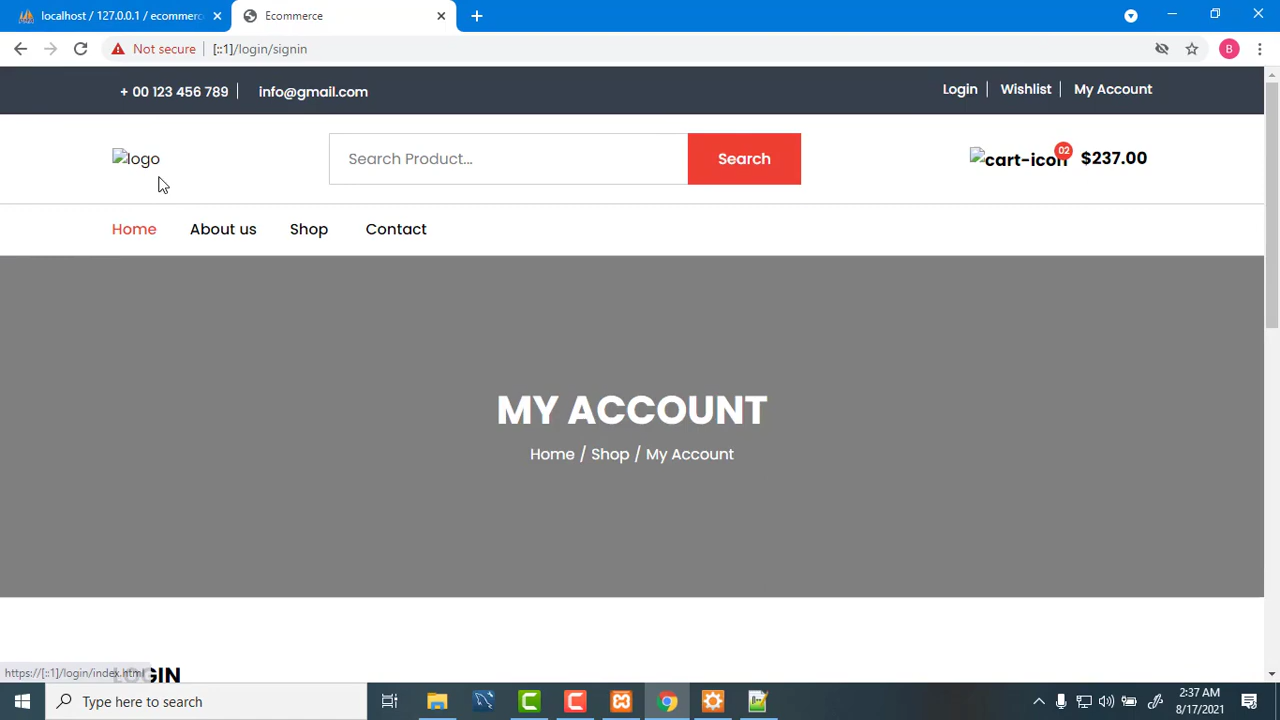 localhost / 127.0.0.1 / ecommerc
Ecommerce
Not secure
[::1]/login/signin
B
+ 00 123 456 789
info@gmail.com
Login
Wishlist
My Account
logo
Search Product...
Search
cart-icon
02
$237.00
Home
About us
Shop
Contact
MY ACCOUNT
Home / Shop / My Account
LOGIN
https://[::1]/login/index.html
Type here to search
2:37 AM
8/17/2021